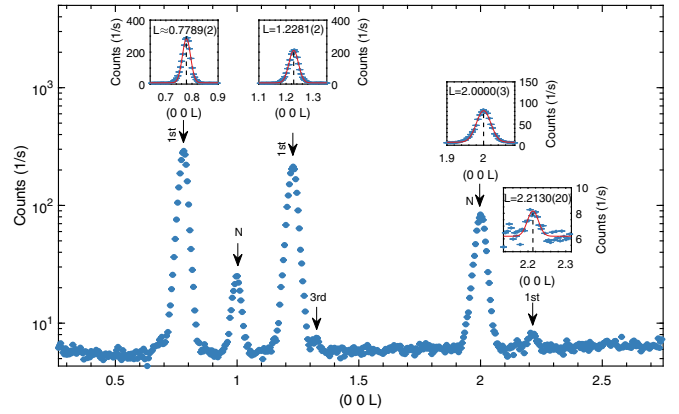 400
200
0
L≈0.7789(2)
0.7 0.8 0.9
(0 0 L)
Counts (1/s)
400
200
0
L=1.2281(2)
1.1 1.2 1.3
(0 0 L)
Counts (1/s)
150
100
50
0
L=2.0000(3)
1.9 2
(0 0 L)
Counts (1/s)
10
8
6
L=2.2130(20)
2.2 2.3
(0 0 L)
Counts (1/s)
1st
N
1st
3rd
N
1st
10³
10²
10¹
Counts (1/s)
0.5 1 1.5 2 2.5
(0 0 L)